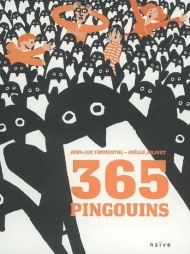 JEAN-LUC FROMENTAL – JOËLLE JOLIVET
365
PINGOUINS
naïve